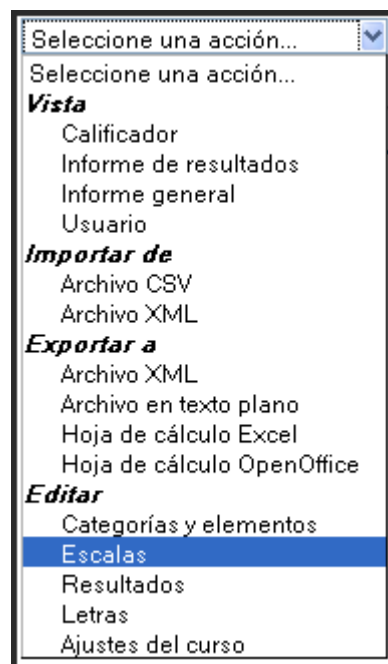 Seleccione una acción...
Seleccione una acción...
Vista
Calificador
Informe de resultados
Informe general
Usuario
Importar de
Archivo CSV
Archivo XML
Exportar a
Archivo XML
Archivo en texto plano
Hoja de cálculo Excel
Hoja de cálculo OpenOffice
Editar
Categorías y elementos
Escalas
Resultados
Letras
Ajustes del curso